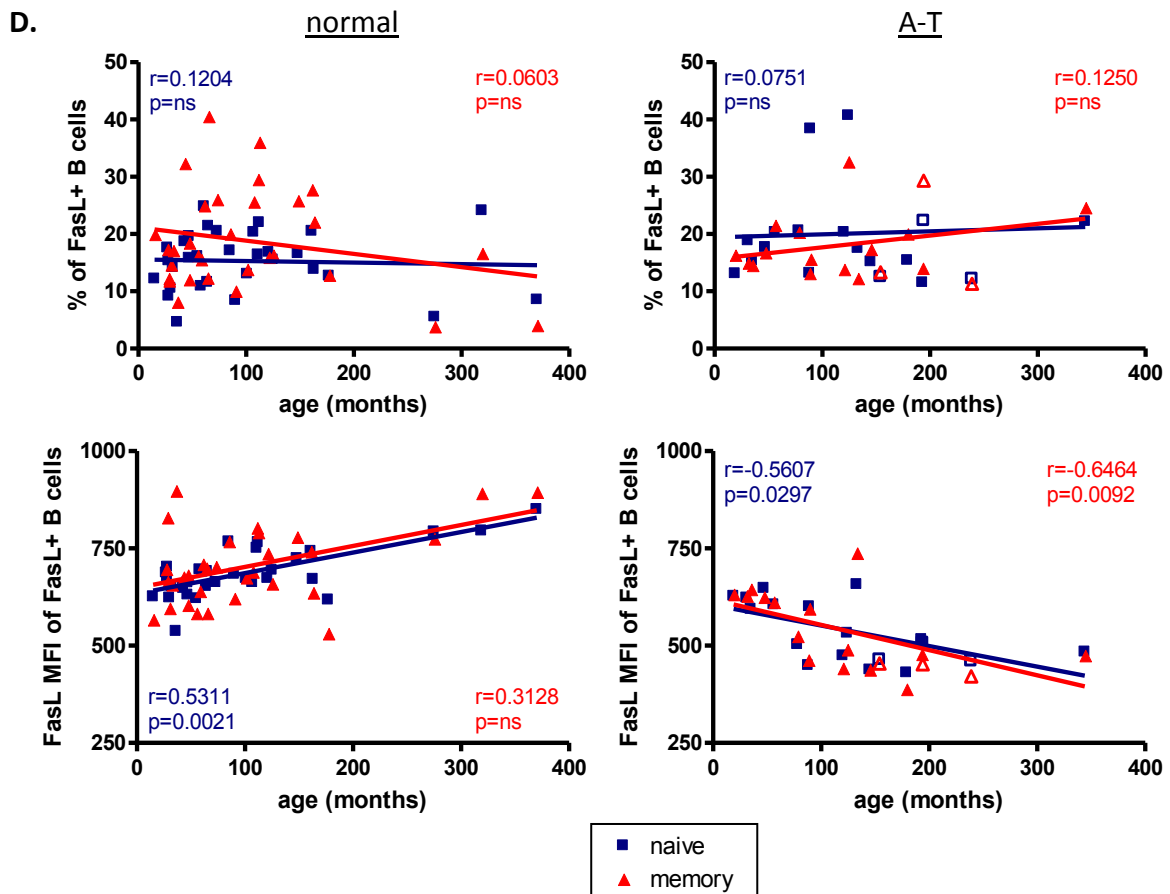 D.
normal
A-T
% of FasL+ B cells
50
40
30
20
10
0
r=0.1204
p=ns
r=0.0603
p=ns
0
100
200
300
400
age (months)
% of FasL+ B cells
50
40
30
20
10
0
r=0.0751
p=ns
r=0.1250
p=ns
0
100
200
300
400
age (months)
FasL MFI of FasL+ B cells
1000
750
500
250
r=0.5311
p=0.0021
r=0.3128
p=ns
0
100
200
300
400
age (months)
FasL MFI of FasL+ B cells
1000
750
500
250
r=-0.5607
p=0.0297
r=-0.6464
p=0.0092
0
100
200
300
400
age (months)
naive
memory